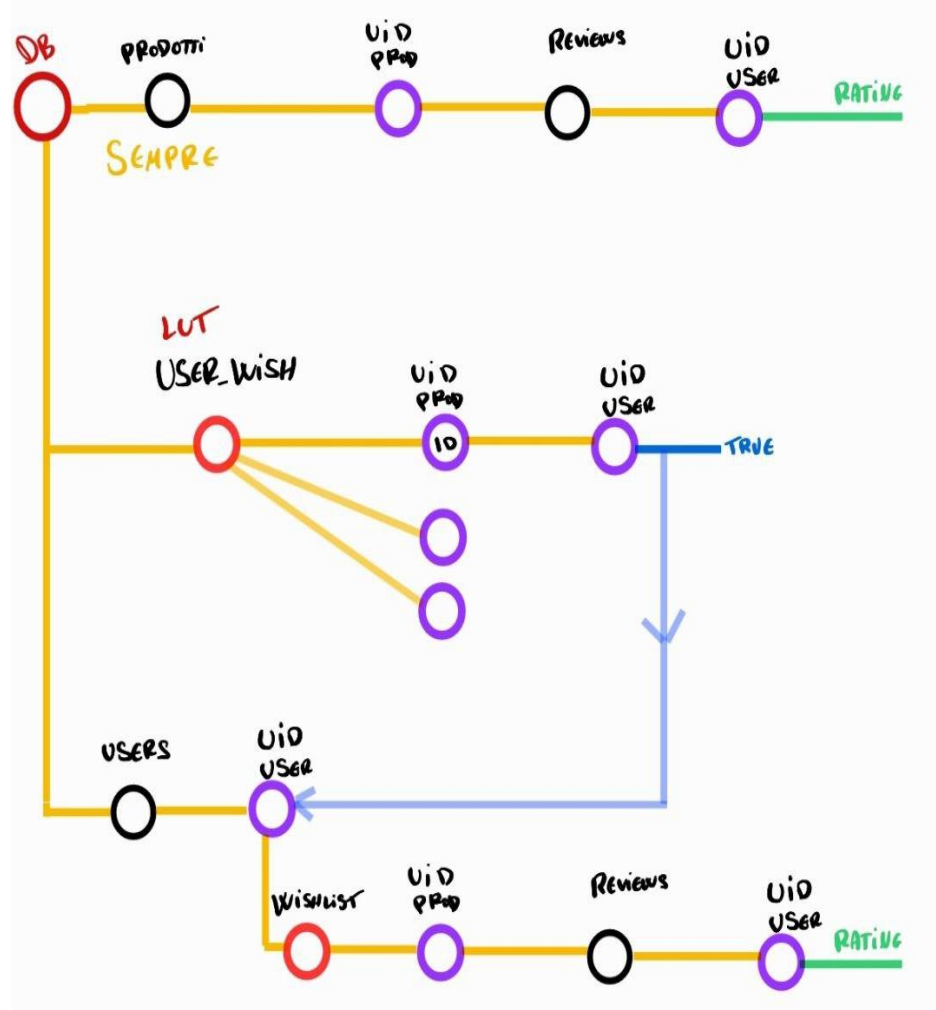 DB
PRODOTTI
UiD
PROD
REViEWS
UiD
USER
RATiNG
SEMPRE
LUT
USER_WiSH
UiD
PROD
ID
UiD
USER
TRUE
USERS
UiD
USER
WiSHLiST
UiD
PROD
REViEWS
UiD
USER
RATiNG